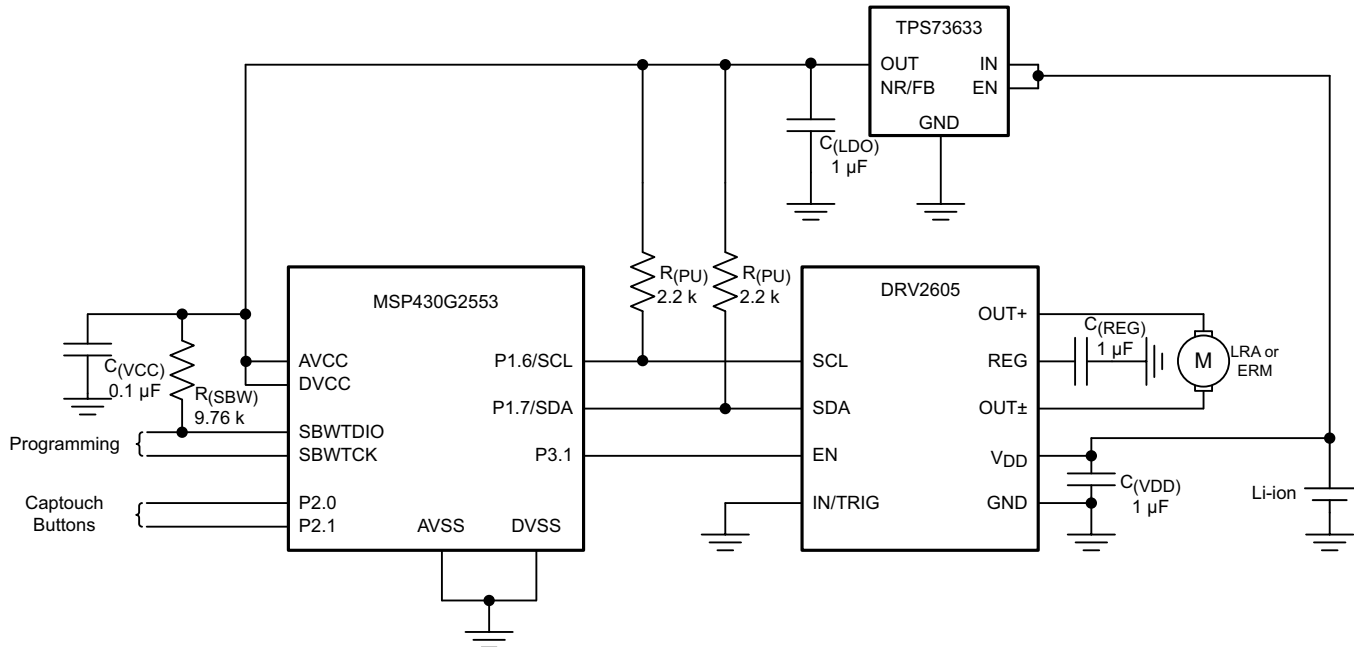 TPS73633
OUT
IN
NR/FB
EN
GND
C(LDO)
1 µF
R(PU)
2.2 k
R(PU)
2.2 k
MSP430G2553
AVCC
DVCC
SBWTDIO
SBWTCK
P2.0
P2.1
AVSS
DVSS
P1.6/SCL
P1.7/SDA
P3.1
C(VCC)
0.1 µF
R(SBW)
9.76 k
Programming
Captouch
Buttons
DRV2605
SCL
SDA
EN
IN/TRIG
OUT+
REG
OUT±
VDD
GND
C(REG)
1 µF
M
LRA or
ERM
C(VDD)
1 µF
Li-ion